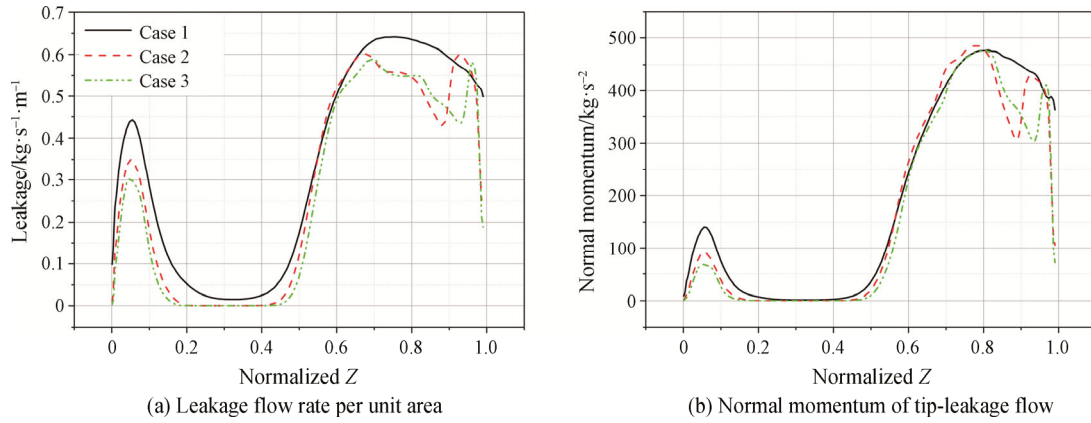 Case 1
Case 2
Case 3
Leakage/kg·s⁻¹·m⁻¹
0.7
0.6
0.5
0.4
0.3
0.2
0.1
0
0 0.2 0.4 0.6 0.8 1.0
Normalized Z
(a) Leakage flow rate per unit area
Normal momentum/kg·s⁻²
500
400
300
200
100
0
0 0.2 0.4 0.6 0.8 1.0
Normalized Z
(b) Normal momentum of tip-leakage flow